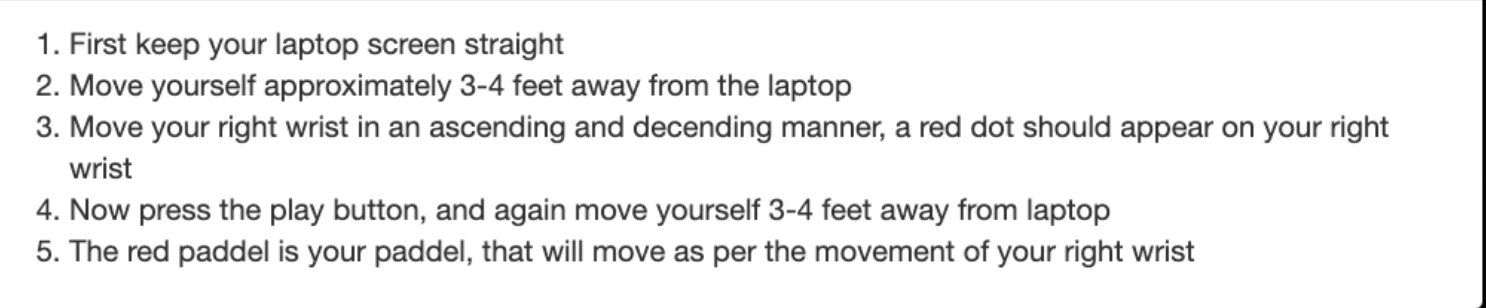 1. First keep your laptop screen straight
2. Move yourself approximately 3-4 feet away from the laptop
3. Move your right wrist in an ascending and decending manner, a red dot should appear on your right
wrist
4. Now press the play button, and again move yourself 3-4 feet away from laptop
5. The red paddel is your paddel, that will move as per the movement of your right wrist